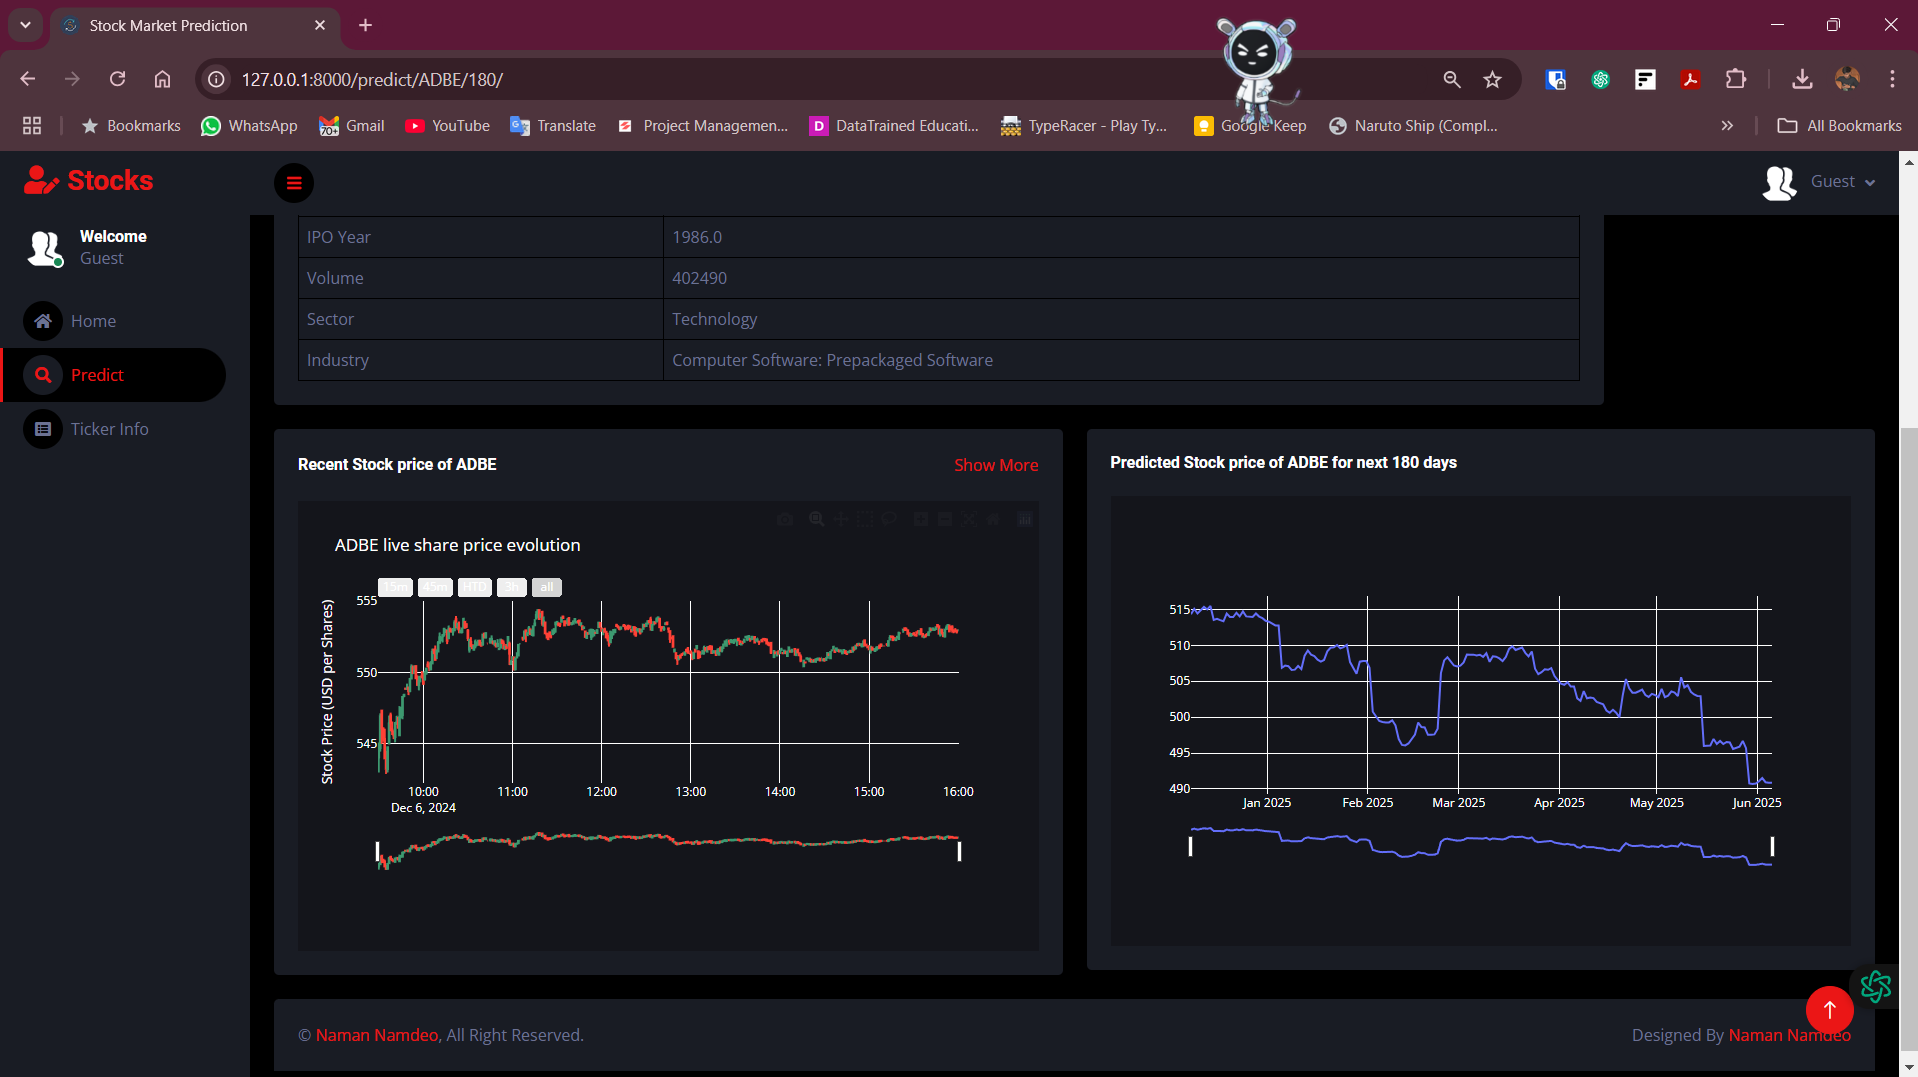 Stock Market Prediction
127.0.0.1:8000/predict/ADBE/180/
Bookmarks
WhatsApp
Gmail
YouTube
Translate
Project Managemen...
DataTrained Educati...
TypeRacer - Play Ty...
Google Keep
Naruto Ship (Compl...
All Bookmarks
Stocks
Guest
Welcome
Guest
Home
Predict
Ticker Info
IPO Year 1986.0
Volume 402490
Sector Technology
Industry Computer Software: Prepackaged Software
Recent Stock price of ADBE
Show More
ADBE live share price evolution
15m 45m HTD 3h all
Stock Price (USD per Shares)
555
550
545
10:00 11:00 12:00 13:00 14:00 15:00 16:00
Dec 6, 2024
Predicted Stock price of ADBE for next 180 days
515
510
505
500
495
490
Jan 2025 Feb 2025 Mar 2025 Apr 2025 May 2025 Jun 2025
© Naman Namdeo, All Right Reserved.
Designed By Naman Namdeo